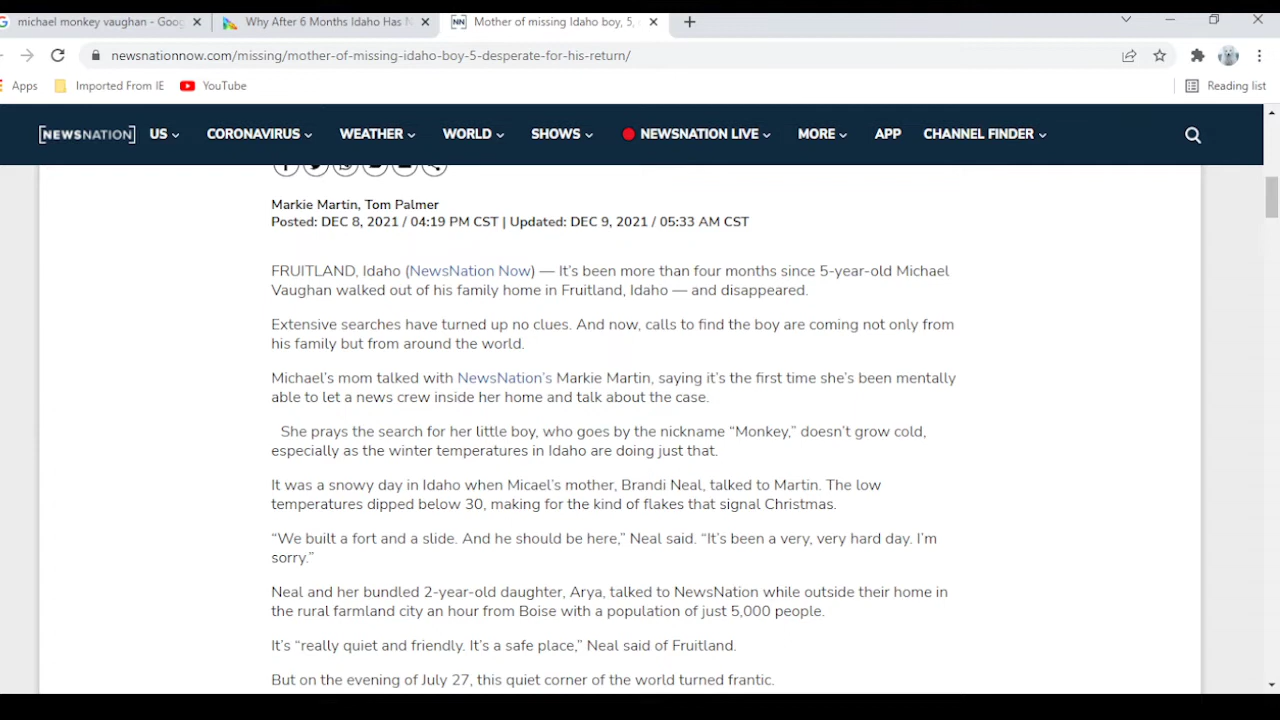 michael monkey vaughan - Goog
Why After 6 Months Idaho Has N
NN Mother of missing Idaho boy, 5,
newsnationnow.com/missing/mother-of-missing-idaho-boy-5-desperate-for-his-return/
Apps Imported From IE YouTube Reading list
[NEWSNATION] US CORONAVIRUS WEATHER WORLD SHOWS NEWSNATION LIVE MORE APP CHANNEL FINDER
Markie Martin, Tom Palmer
Posted: DEC 8, 2021 / 04:19 PM CST | Updated: DEC 9, 2021 / 05:33 AM CST
FRUITLAND, Idaho (NewsNation Now) — It’s been more than four months since 5-year-old Michael
Vaughan walked out of his family home in Fruitland, Idaho — and disappeared.
Extensive searches have turned up no clues. And now, calls to find the boy are coming not only from
his family but from around the world.
Michael’s mom talked with NewsNation’s Markie Martin, saying it’s the first time she’s been mentally
able to let a news crew inside her home and talk about the case.
She prays the search for her little boy, who goes by the nickname “Monkey,” doesn’t grow cold,
especially as the winter temperatures in Idaho are doing just that.
It was a snowy day in Idaho when Micael’s mother, Brandi Neal, talked to Martin. The low
temperatures dipped below 30, making for the kind of flakes that signal Christmas.
“We built a fort and a slide. And he should be here,” Neal said. “It’s been a very, very hard day. I’m
sorry.”
Neal and her bundled 2-year-old daughter, Arya, talked to NewsNation while outside their home in
the rural farmland city an hour from Boise with a population of just 5,000 people.
It’s “really quiet and friendly. It’s a safe place,” Neal said of Fruitland.
But on the evening of July 27, this quiet corner of the world turned frantic.